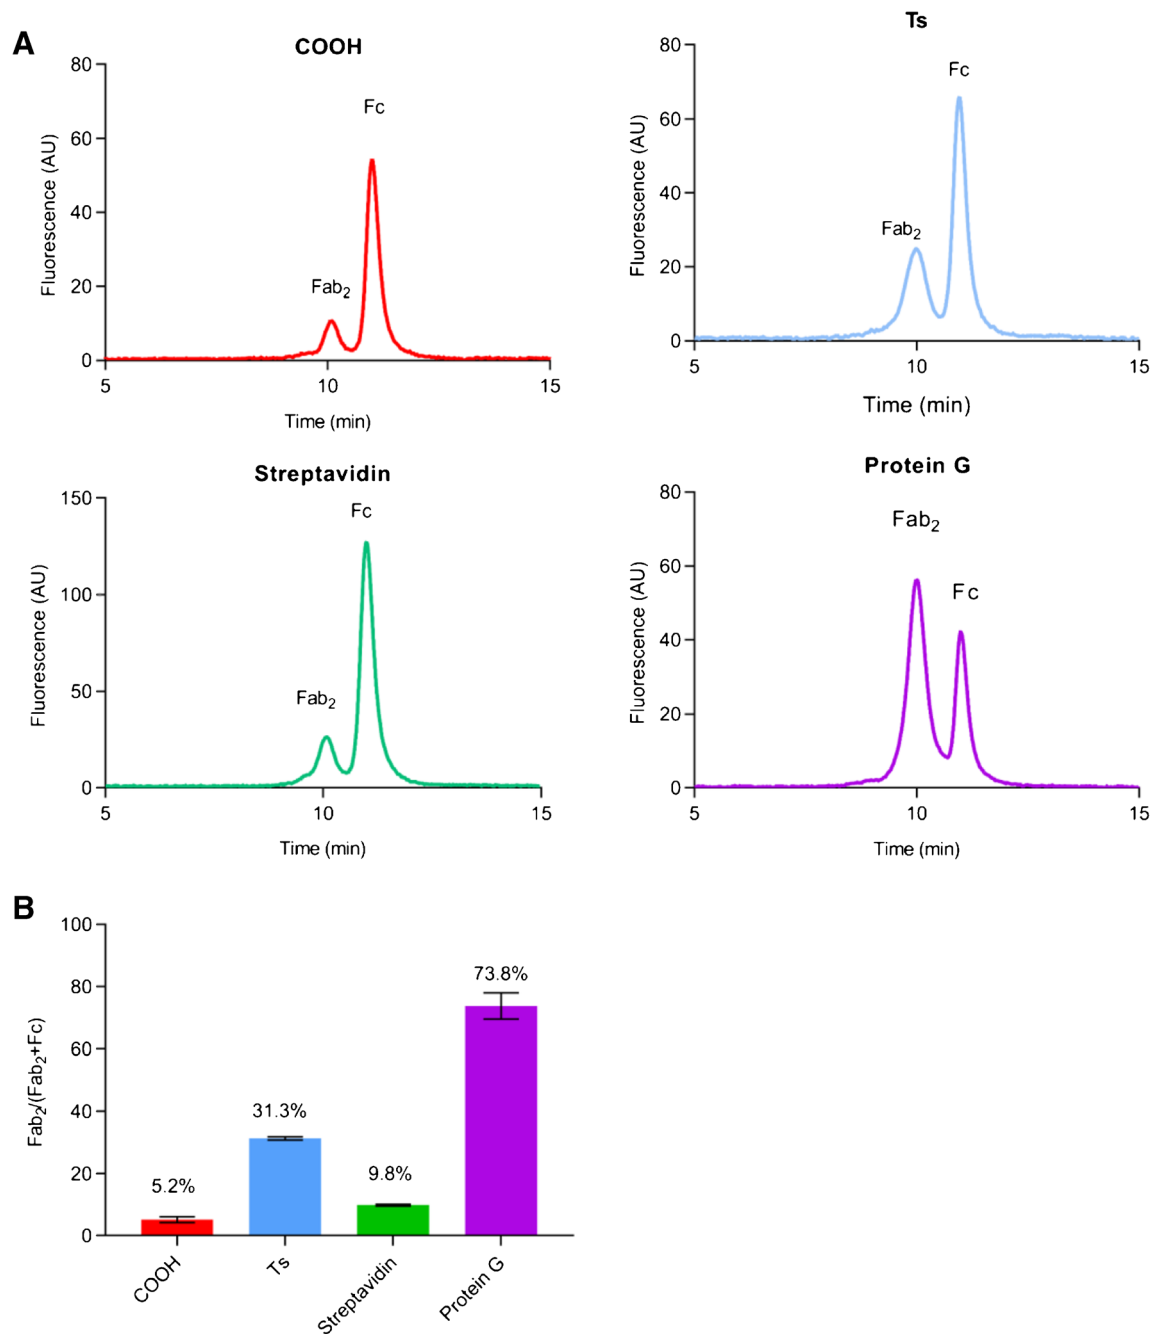 A
COOH
Fluorescence (AU)
80
60
40
20
0
Fab2
Fc
5
10
15
Time (min)
Ts
Fluorescence (AU)
80
60
40
20
0
Fab2
Fc
5
10
15
Time (min)
Streptavidin
Fluorescence (AU)
150
100
50
0
Fab2
Fc
5
10
15
Time (min)
Protein G
Fluorescence (AU)
80
60
40
20
0
Fab2
Fc
5
10
15
Time (min)
B
Fab2/(Fab2+Fc)
100
80
60
40
20
0
5.2%
31.3%
9.8%
73.8%
COOH
Ts
Streptavidin
Protein G